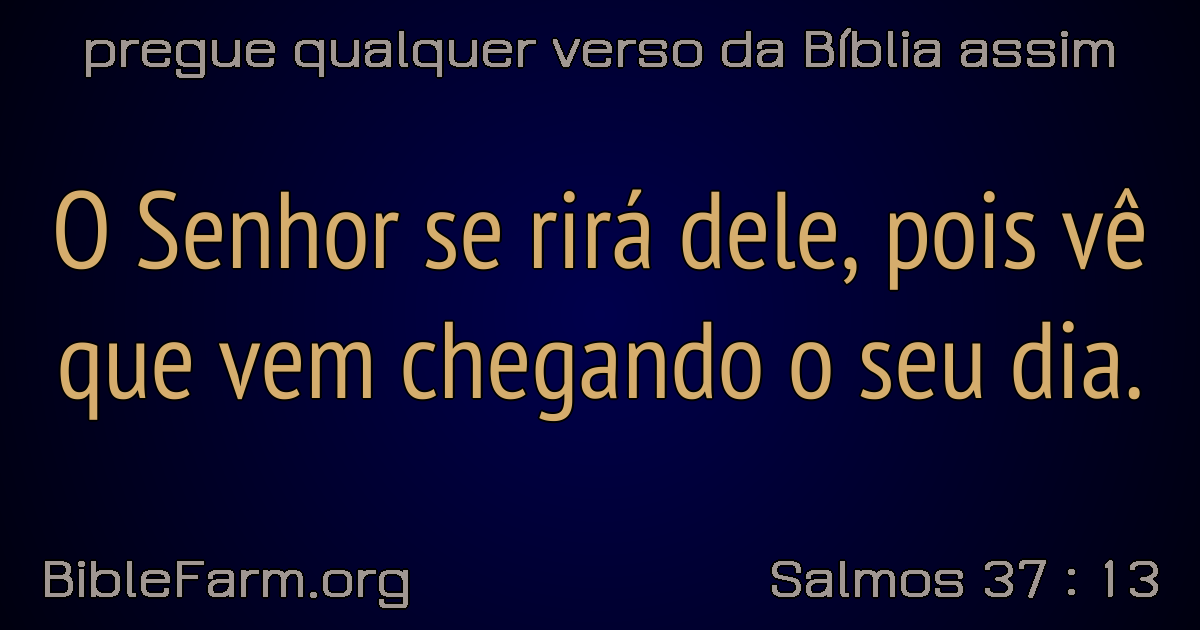 pregue qualquer verso da Bíblia assim
O Senhor se rirá dele, pois vê
que vem chegando o seu dia.
BibleFarm.org
Salmos 37 : 13